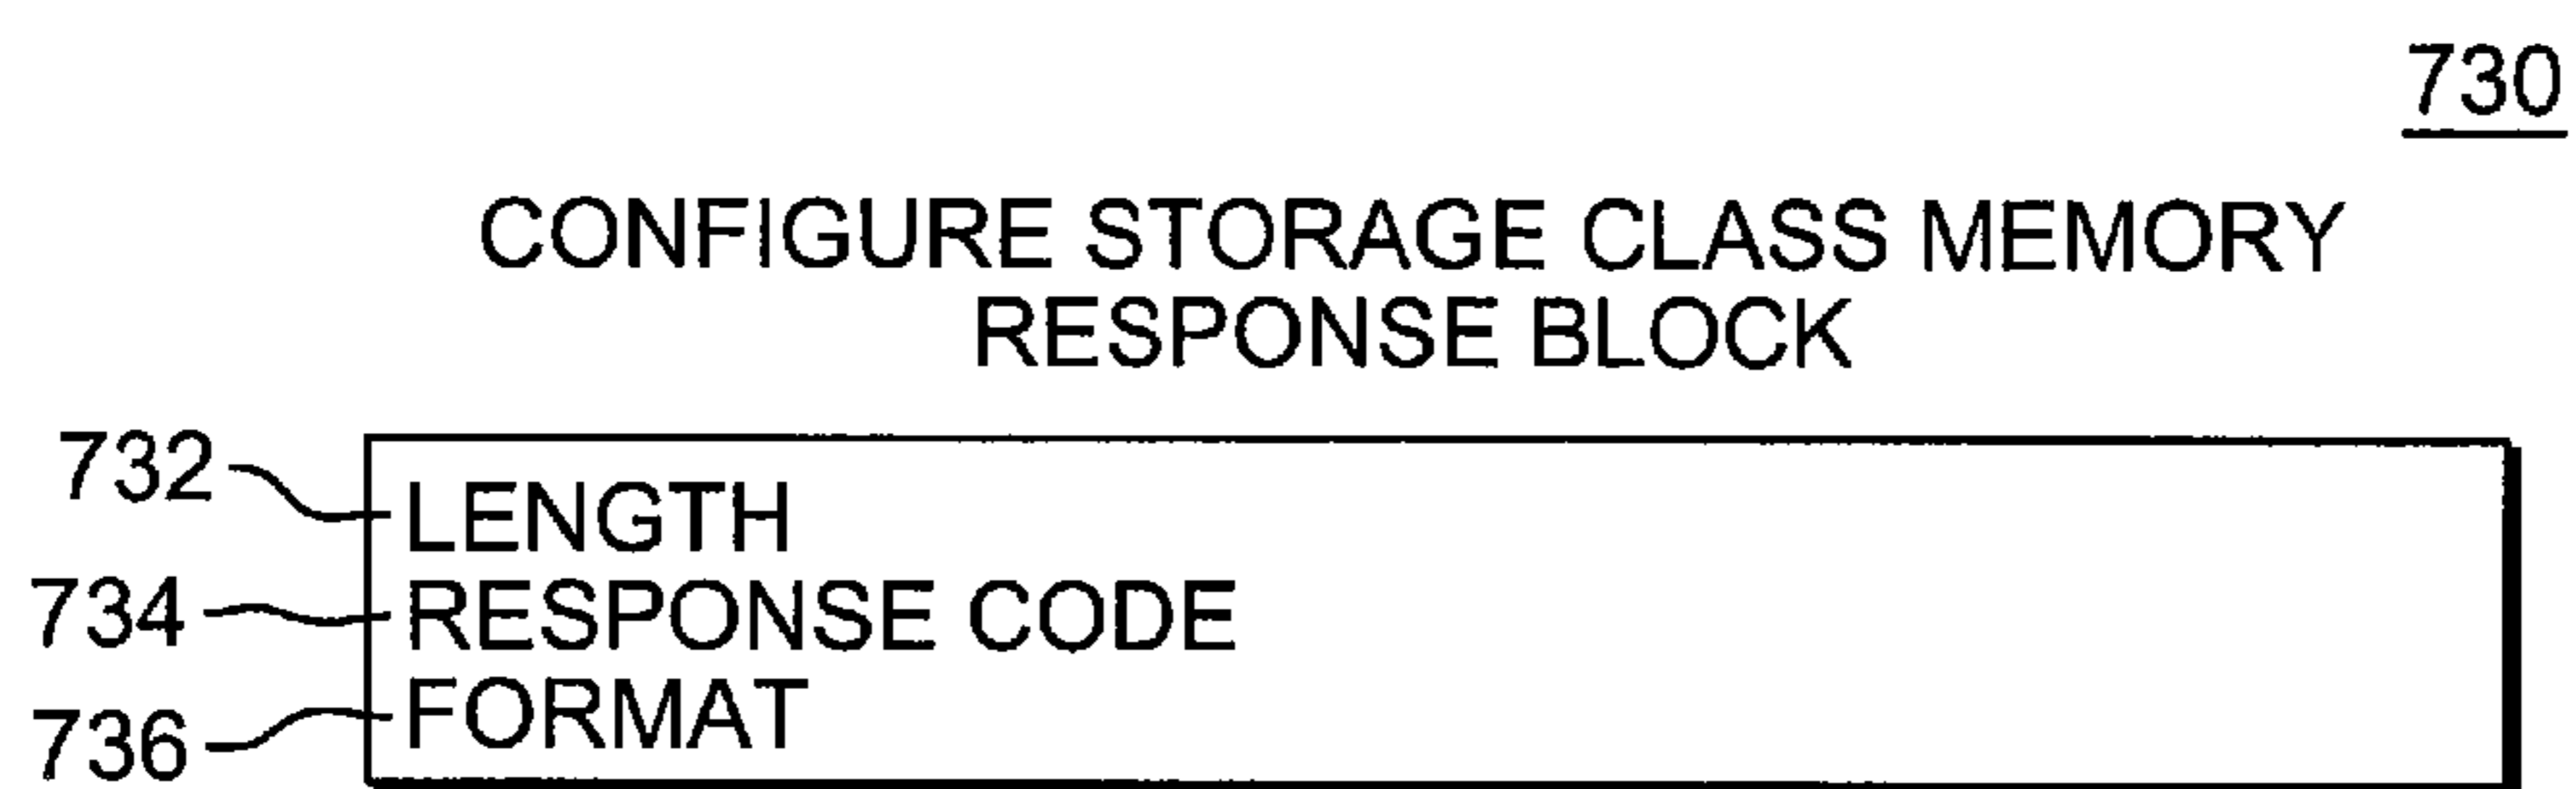 730
CONFIGURE STORAGE CLASS MEMORY
RESPONSE BLOCK
732 LENGTH
734 RESPONSE CODE
736 FORMAT